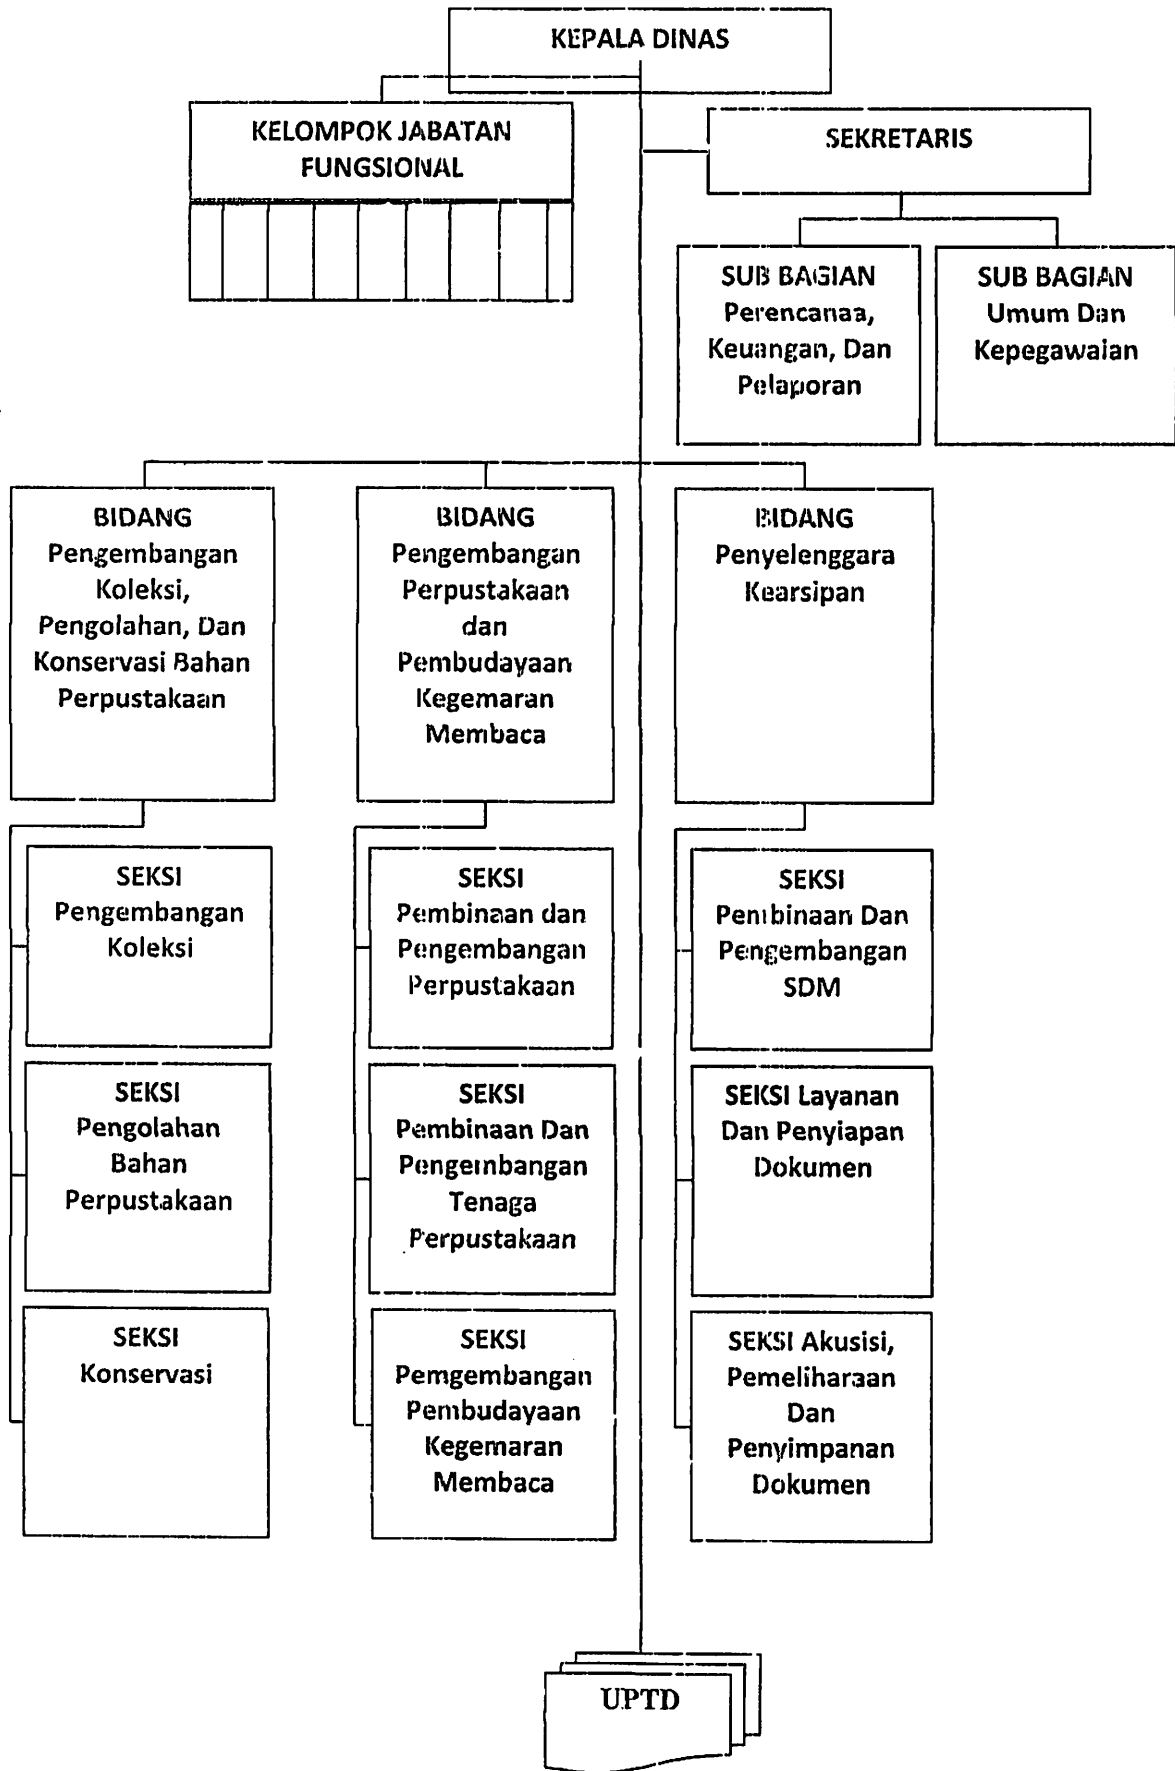 KEPALA DINAS
KELOMPOK JABATAN
FUNGSIONAL
SEKRETARIS
SUB BAGIAN
Perencanaa,
Keuangan, Dan
Pelaporan
SUB BAGIAN
Umum Dan
Kepegawaian
BIDANG
Pengembangan
Koleksi,
Pengolahan, Dan
Konservasi Bahan
Perpustakaan
BIDANG
Pengembangan
Perpustakaan
dan
Pembudayaan
Kegemaran
Membaca
BIDANG
Penyelenggara
Kearsipan
SEKSI
Pengembangan
Koleksi
SEKSI
Pembinaan dan
Pengembangan
Perpustakaan
SEKSI
Pembinaan Dan
Pengembangan
SDM
SEKSI
Pengolahan
Bahan
Perpustakaan
SEKSI
Pembinaan Dan
Pengembangan
Tenaga
Perpustakaan
SEKSI Layanan
Dan Penyiapan
Dokumen
SEKSI
Konservasi
SEKSI
Pemgembangan
Pembudayaan
Kegemaran
Membaca
SEKSI Akusisi,
Pemeliharaan
Dan
Penyimpanan
Dokumen
UPTD